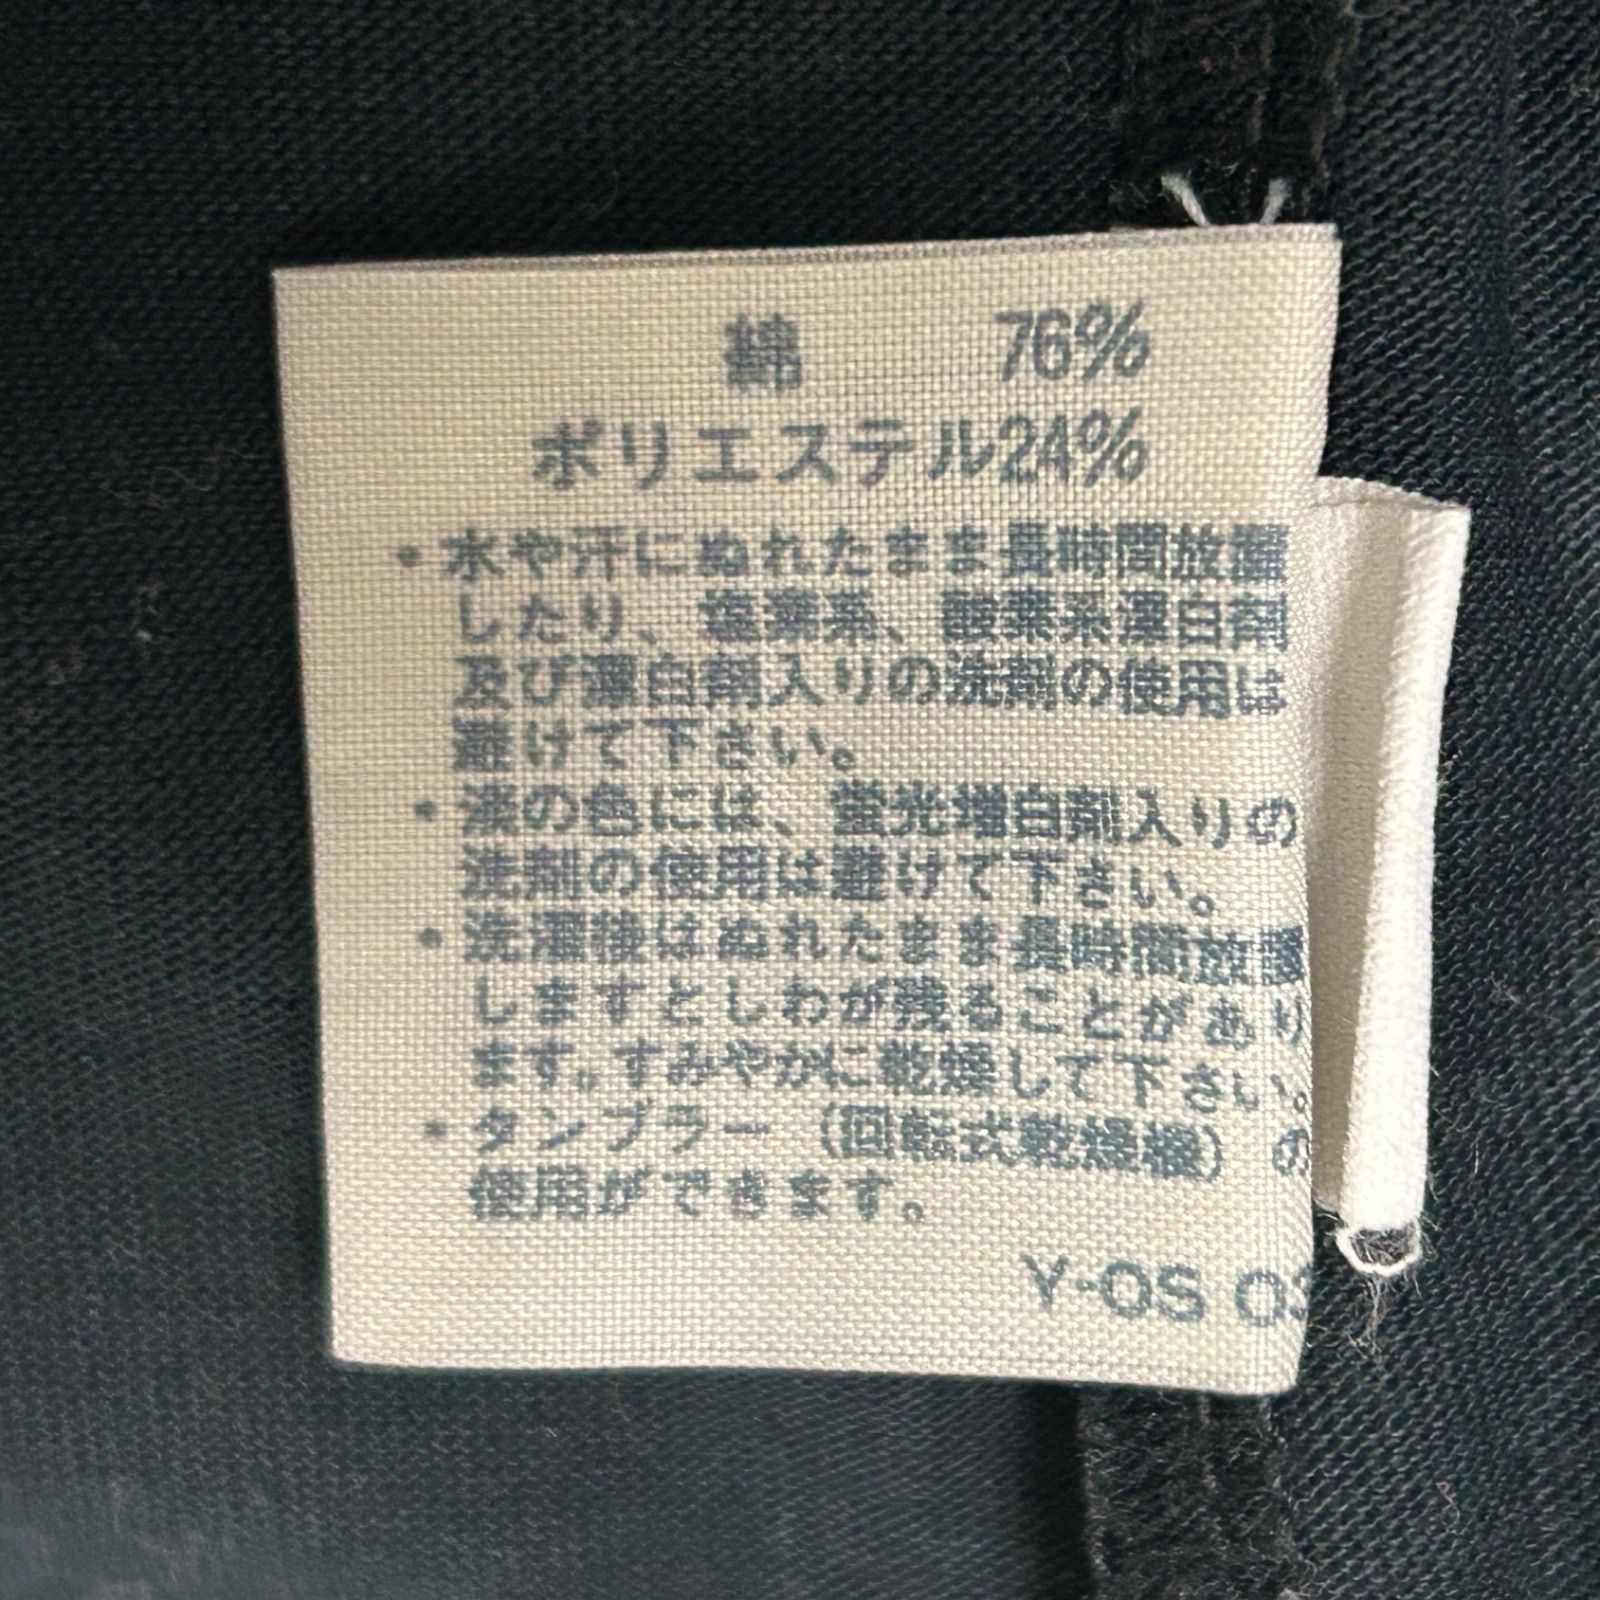 綿 76%
ポリエステル24%
・水や汗にぬれたまま長時間放置
したり、塩素系、酸素系漂白剤
及び漂白剤入りの洗剤の使用は
避けて下さい。
・淡の色には、蛍光増白剤入りの
洗剤の使用は避けて下さい。
・洗濯後はぬれたまま長時間放置
しますとしわが残ることがあり
ます。すみやかに乾燥して下さい。
・タンブラー（回転式乾燥機）の
使用ができます。
Y-OS